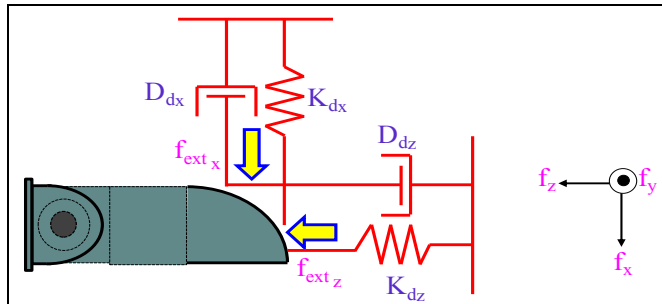 D_dx
K_dx
D_dz
f_ext x
f_z
f_y
f_x
f_ext z
K_dz